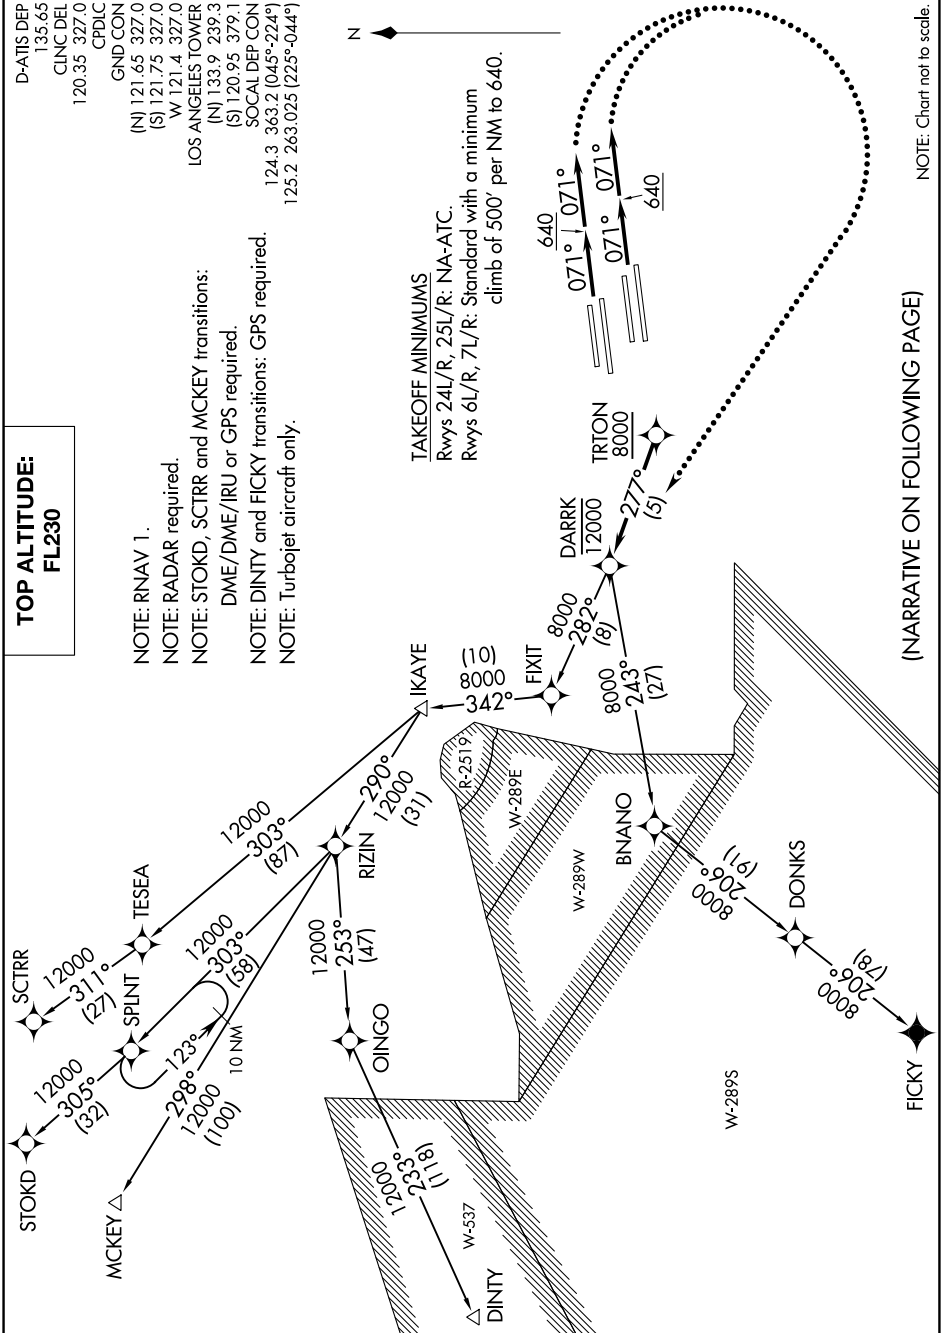 TOP ALTITUDE:
FL230
D-ATIS DEP
135.65
CLNC DEL
120.35 327.0
CPDLC
GND CON
(N) 121.65 327.0
(S) 121.75 327.0
W 121.4 327.0
LOS ANGELES TOWER
(N) 133.9 239.3
(S) 120.95 379.1
SOCAL DEP CON
124.3 363.2 (045°-224°)
125.2 263.025 (225°-044°)
NOTE: RNAV 1.
NOTE: RADAR required.
NOTE: STOKD, SCTRR and MCKEY transitions:
DME/DME/IRU or GPS required.
NOTE: DINTY and FICKY transitions: GPS required.
NOTE: Turbojet aircraft only.
N
TAKEOFF MINIMUMS
Rwys 24L/R, 25L/R: NA-ATC.
Rwys 6L/R, 7L/R: Standard with a minimum
climb of 500' per NM to 640.
STOKD
12000
305°
(32)
SCTRR
12000
311°
(27)
TESEA
SPLNT
123°
10 NM
12000
303°
(87)
12000
303°
(58)
MCKEY
298°
12000
(100)
IKAYE
290°
12000
(31)
RIZIN
12000
253°
(47)
OINGO
12000
233°
(118)
DINTY
W-537
(10)
8000
342°
FIXIT
8000
282°
(8)
DARRK
12000
277°
(5)
TRTON
8000
640
071°
071°
071°
071°
640
8000
243°
(27)
R-2519
W-289E
W-289W
BNANO
8000
206°
(91)
DONKS
8000
206°
(78)
FICKY
W-289S
(NARRATIVE ON FOLLOWING PAGE)
NOTE: Chart not to scale.